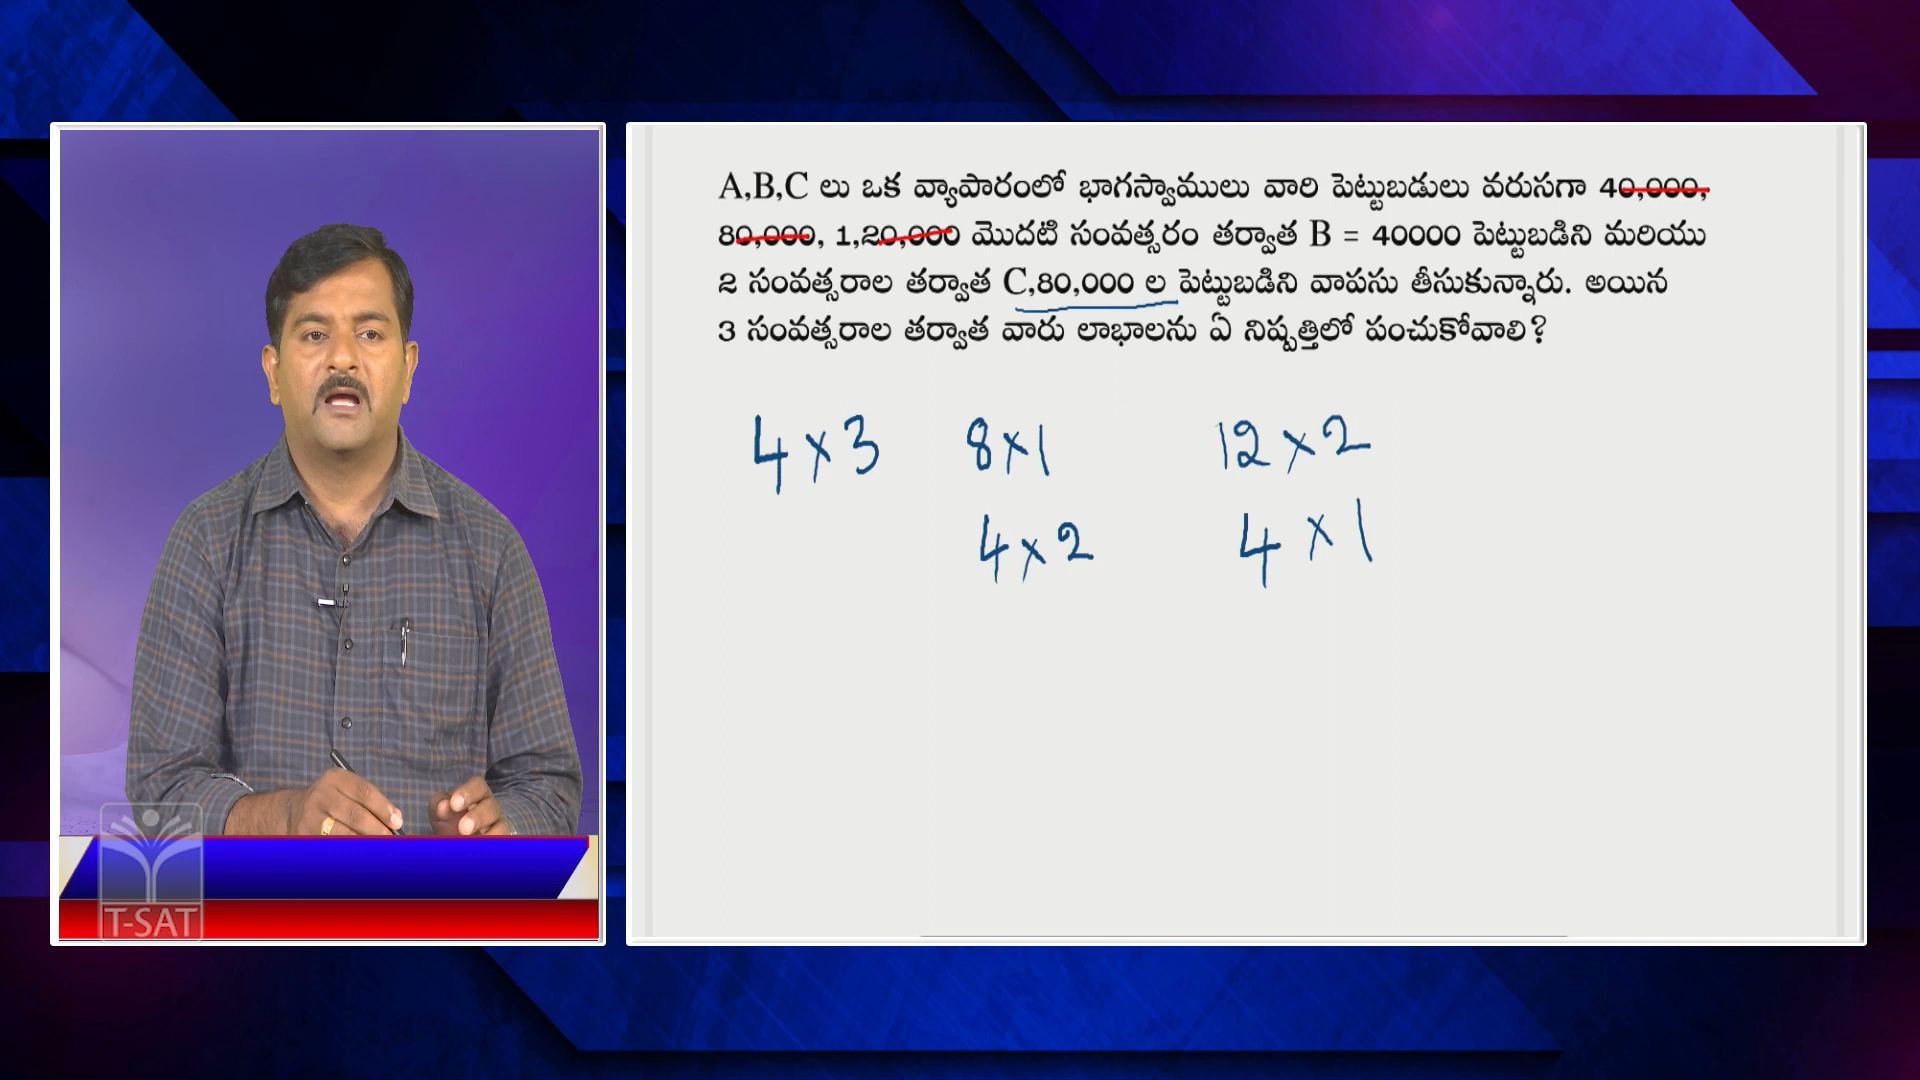 A,B,C లు ఒక వ్యాపారంలో భాగస్వాములు వారి పెట్టుబడులు వరుసగా 40,000,
80,000, 1,20,000 మొదటి సంవత్సరం తర్వాత B = 40000 పెట్టుబడిని మరియు
2 సంవత్సరాల తర్వాత C,80,000 ల పెట్టుబడిని వాపసు తీసుకున్నారు. అయిన
3 సంవత్సరాల తర్వాత వారు లాభాలను ఏ నిష్పత్తిలో పంచుకోవాలి?
4 × 3 8 × 1 12 × 2
4 × 2 4 × 1
T-SAT